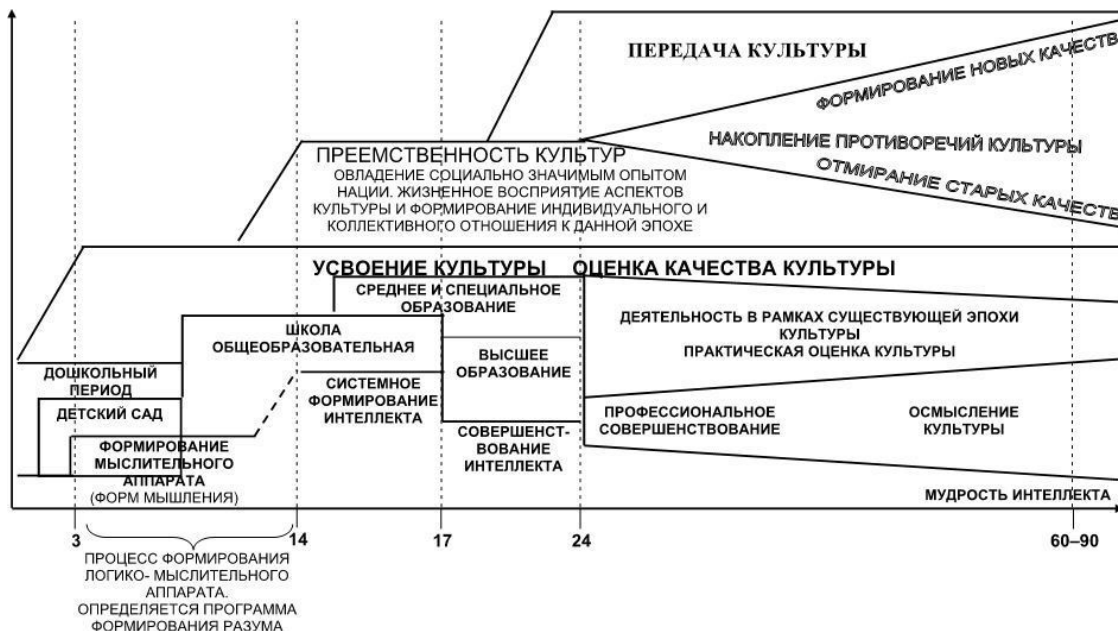 ПЕРЕДАЧА КУЛЬТУРЫ
ФОРМИРОВАНИЕ НОВЫХ КАЧЕСТВ
НАКОПЛЕНИЕ ПРОТИВОРЕЧИЙ КУЛЬТУРЫ
ОТМИРАНИЕ СТАРЫХ КАЧЕСТВ
ПРЕЕМСТВЕННОСТЬ КУЛЬТУР
ОВЛАДЕНИЕ СОЦИАЛЬНО ЗНАЧИМЫМ ОПЫТОМ
НАЦИИ. ЖИЗНЕННОЕ ВОСПРИЯТИЕ АСПЕКТОВ
КУЛЬТУРЫ И ФОРМИРОВАНИЕ ИНДИВИДУАЛЬНОГО И
КОЛЛЕКТИВНОГО ОТНОШЕНИЯ К ДАННОЙ ЭПОХЕ
УСВОЕНИЕ КУЛЬТУРЫ ОЦЕНКА КАЧЕСТВА КУЛЬТУРЫ
СРЕДНЕЕ И СПЕЦИАЛЬНОЕ
ОБРАЗОВАНИЕ
ШКОЛА
ОБЩЕОБРАЗОВАТЕЛЬНАЯ
ВЫСШЕЕ
ОБРАЗОВАНИЕ
ДЕЯТЕЛЬНОСТЬ В РАМКАХ СУЩЕСТВУЮЩЕЙ ЭПОХИ
КУЛЬТУРЫ
ПРАКТИЧЕСКАЯ ОЦЕНКА КУЛЬТУРЫ
ДОШКОЛЬНЫЙ
ПЕРИОД
ДЕТСКИЙ САД
СИСТЕМНОЕ
ФОРМИРОВАНИЕ
ИНТЕЛЛЕКТА
ПРОФЕССИОНАЛЬНОЕ
СОВЕРШЕНСТВОВАНИЕ
ОСМЫСЛЕНИЕ
КУЛЬТУРЫ
ФОРМИРОВАНИЕ
МЫСЛИТЕЛЬНОГО
АППАРАТА
(ФОРМ МЫШЛЕНИЯ)
СОВЕРШЕНСТ-
ВОВАНИЕ
ИНТЕЛЛЕКТА
МУДРОСТЬ ИНТЕЛЛЕКТА
3 14 17 24 60–90
ПРОЦЕСС ФОРМИРОВАНИЯ
ЛОГИКО- МЫСЛИТЕЛЬНОГО
АППАРАТА.
ОПРЕДЕЛЯЕТСЯ ПРОГРАММА
ФОРМИРОВАНИЯ РАЗУМА